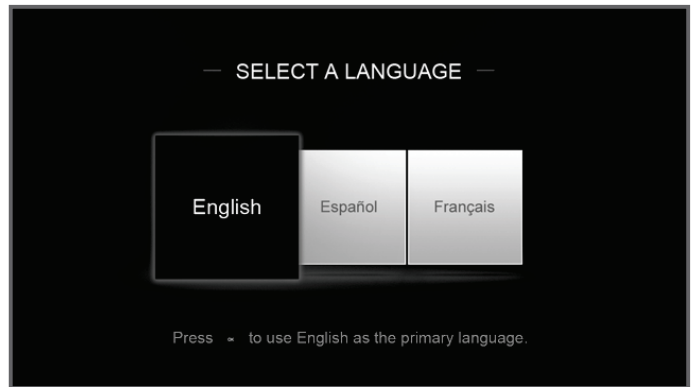 SELECT A LANGUAGE
English Español Français
Press to use English as the primary language.